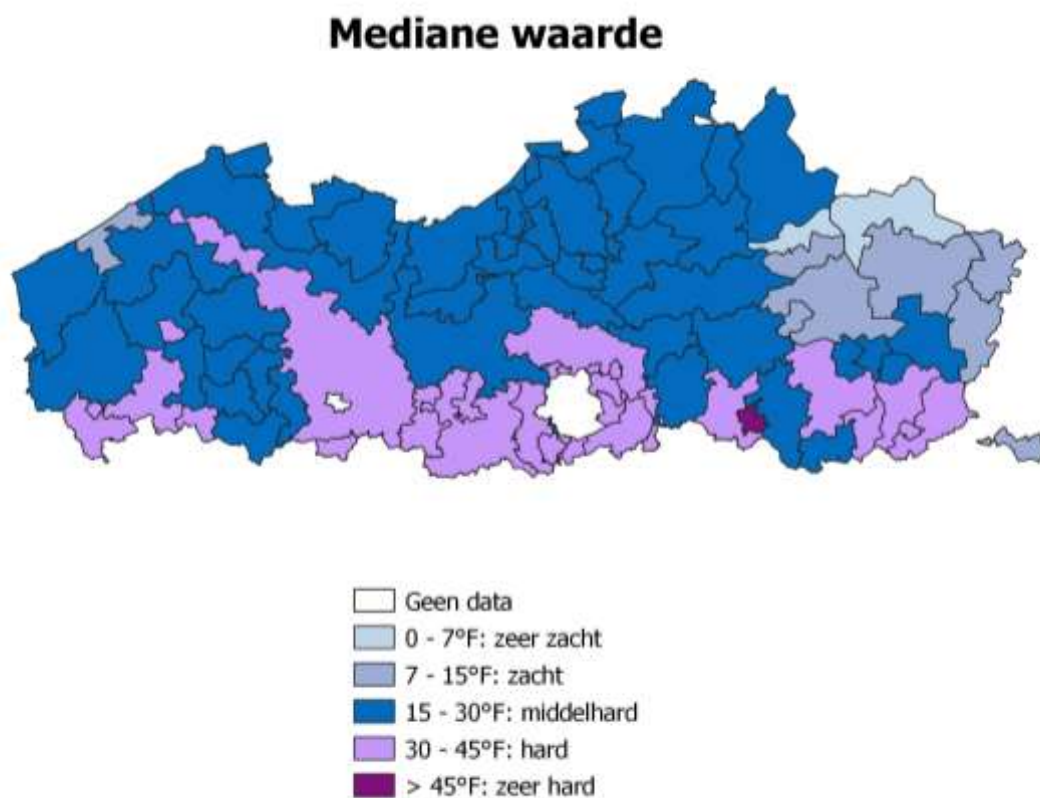 Mediane waarde
Geen data
0 - 7°F: zeer zacht
7 - 15°F: zacht
15 - 30°F: middelhard
30 - 45°F: hard
> 45°F: zeer hard